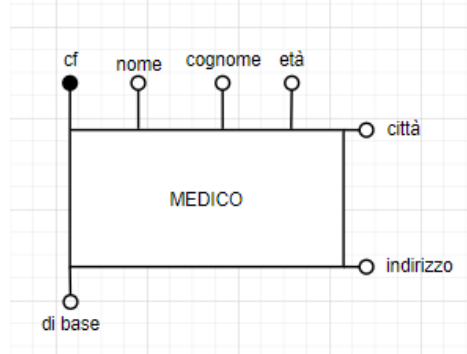 cf
nome
cognome
età
città
MEDICO
indirizzo
di base